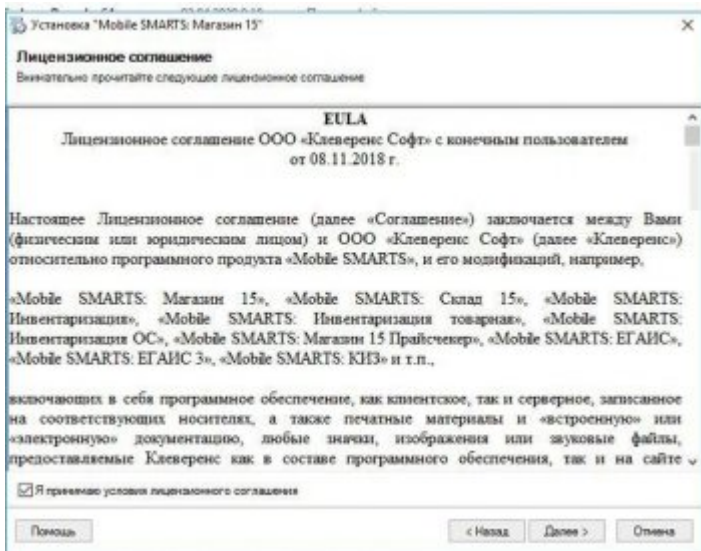 Установка "Mobile SMARTS: Магазин 15"
Лицензионное соглашение
Внимательно прочитайте следующее лицензионное соглашение
EULA
Лицензионное соглашение ООО «Клеверенс Софт» с конечным пользователем
от 08.11.2018 г.
Настоящее Лицензионное соглашение (далее «Соглашение») заключается между Вами
(физическим или юридическим лицом) и ООО «Клеверенс Софт» (далее «Клеверенс»)
относительно программного продукта «Mobile SMARTS», и его модификаций, например,
«Mobile SMARTS: Магазин 15», «Mobile SMARTS: Склад 15», «Mobile SMARTS:
Инвентаризация», «Mobile SMARTS: Инвентаризация товарная», «Mobile SMARTS:
Инвентаризация ОС», «Mobile SMARTS: Магазин 15 Прайсчекер», «Mobile SMARTS: ЕГАИС»,
«Mobile SMARTS: ЕГАИС 3», «Mobile SMARTS: КИЗ» и т.п.,
включающих в себя программное обеспечение, как клиентское, так и серверное, записанное
на соответствующих носителях, а также печатные материалы и «встроенную» или
«электронную» документацию, любые значки, изображения или звуковые файлы,
предоставляемые Клеверенс как в составе программного обеспечения, так и на сайте
Я принимаю условия лицензионного соглашения
Помощь < Назад Далее > Отмена